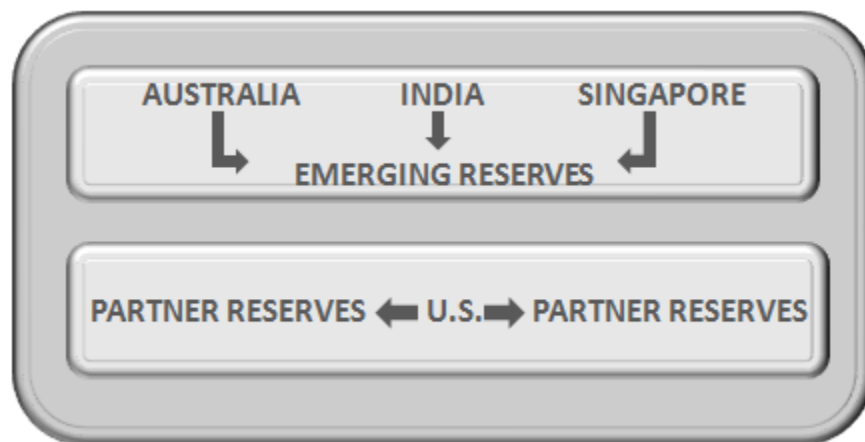 AUSTRALIA INDIA SINGAPORE
EMERGING RESERVES
PARTNER RESERVES U.S. PARTNER RESERVES